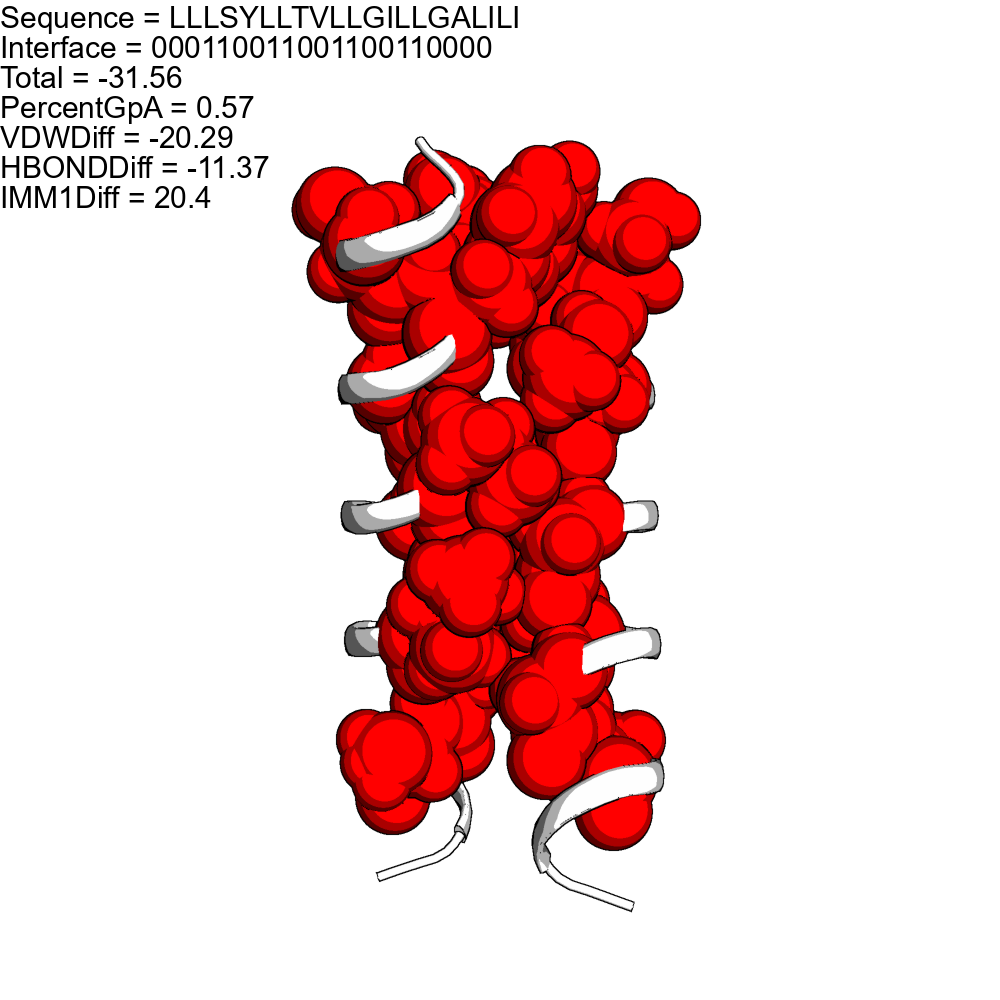 Sequence = LLLSYLLTVLLGILLGALILI
Interface = 000110011001100110000
Total = -31.56
PercentGpA = 0.57
VDWDiff = -20.29
HBONDDiff = -11.37
IMM1Diff = 20.4